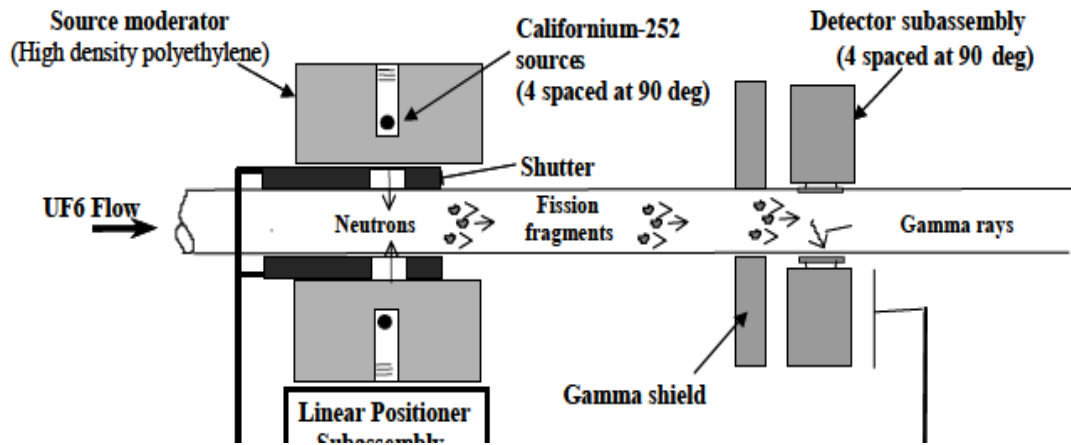 Source moderator
(High density polyethylene)
Californium-252
sources
(4 spaced at 90 deg)
Detector subassembly
(4 spaced at 90 deg)
Shutter
UF6 Flow
Neutrons
Fission
fragments
Gamma rays
Gamma shield
Linear Positioner
Subassembly